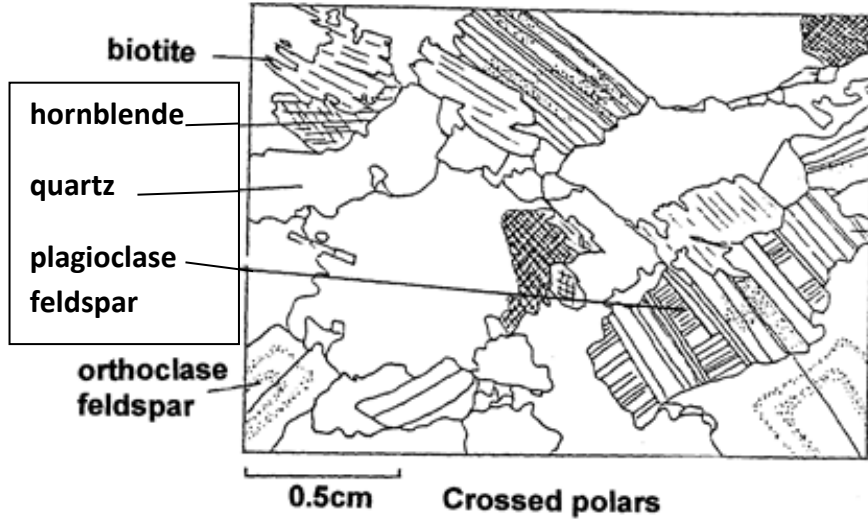 biotite
hornblende
quartz
plagioclase
feldspar
orthoclase
feldspar
0.5cm Crossed polars